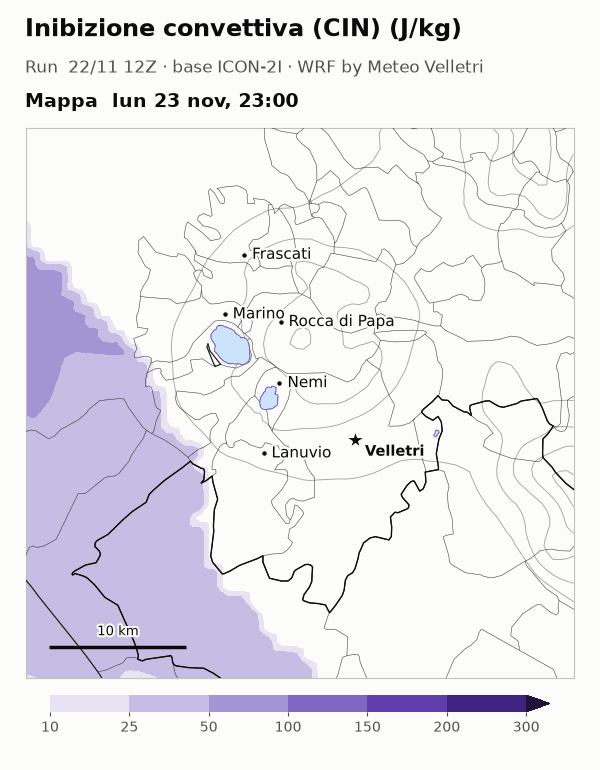 Inibizione convettiva (CIN) (J/kg)
Run  22/11 12Z · base ICON-2I · WRF by Meteo Velletri
Mappa  lun 23 nov, 23:00
Frascati
Marino
Rocca di Papa
Nemi
Velletri
Lanuvio
10 km
10 25 50 100 150 200 300